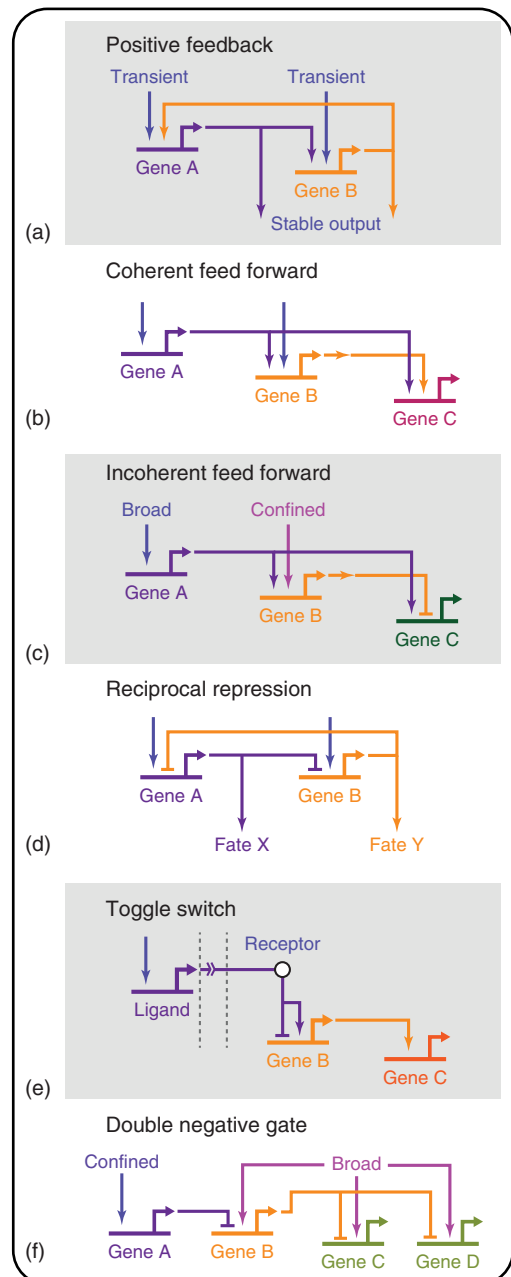 Positive feedback
Transient Transient
Gene A
Gene B
Stable output
(a)
Coherent feed forward
Gene A
Gene B
Gene C
(b)
Incoherent feed forward
Broad Confined
Gene A
Gene B
Gene C
(c)
Reciprocal repression
Gene A Gene B
Fate X Fate Y
(d)
Toggle switch
Receptor
Ligand
Gene B
Gene C
(e)
Double negative gate
Confined Broad
Gene A Gene B Gene C Gene D
(f)